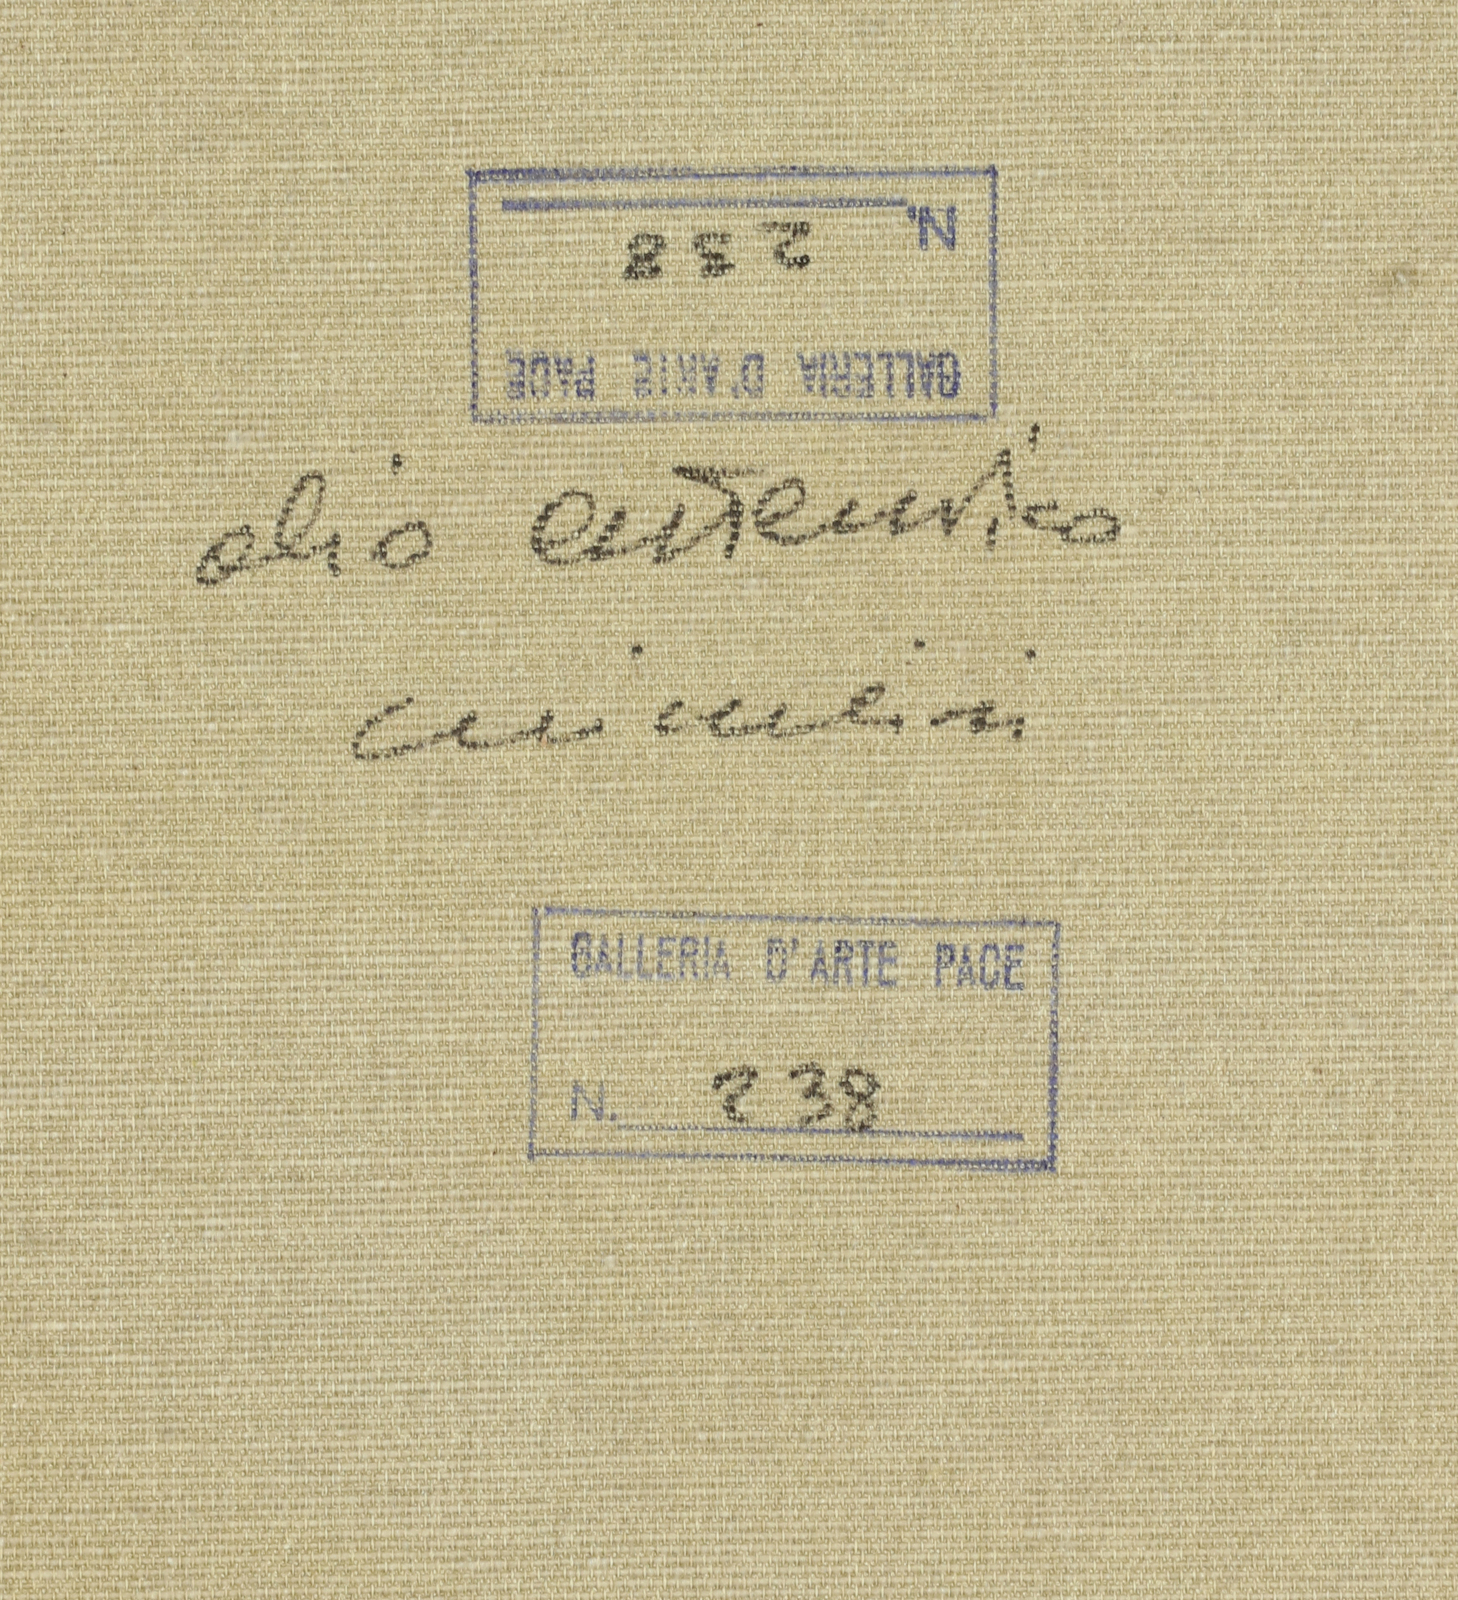 N. 238
GALLERIA D'ARTE PACE
olio autentico
GALLERIA D'ARTE PACE
N. 238